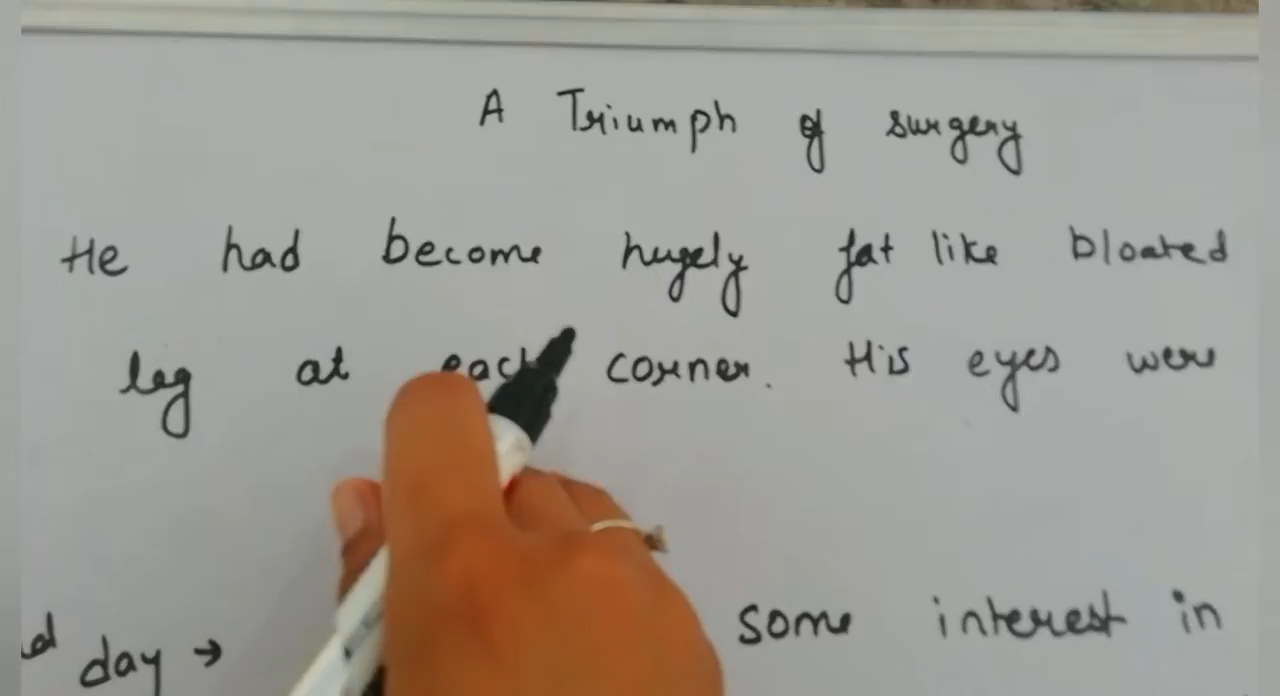 A Triumph of surgery
He had become hugely fat like bloated
leg at each corner. His eyes were
day → some interest in